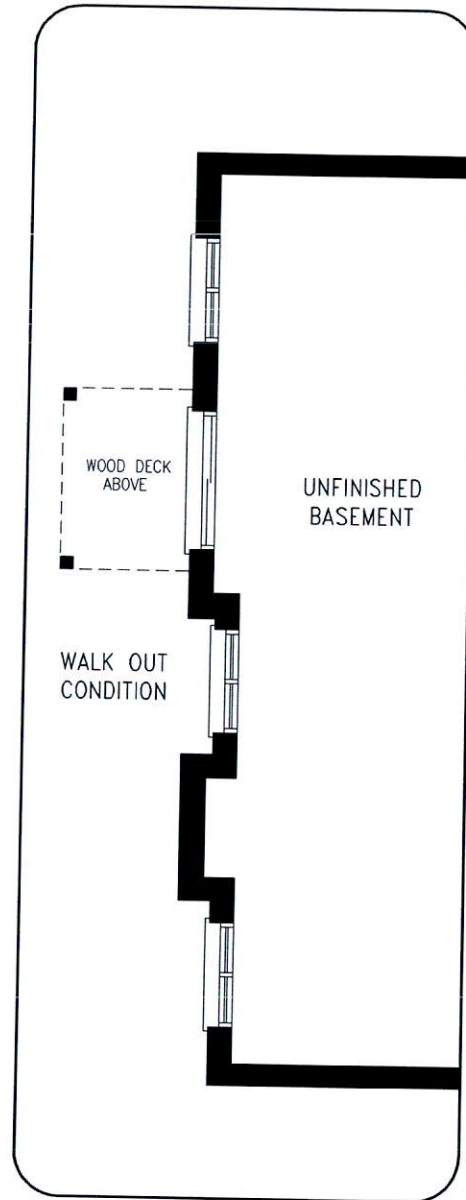 WOOD DECK
ABOVE
UNFINISHED
BASEMENT
WALK OUT
CONDITION